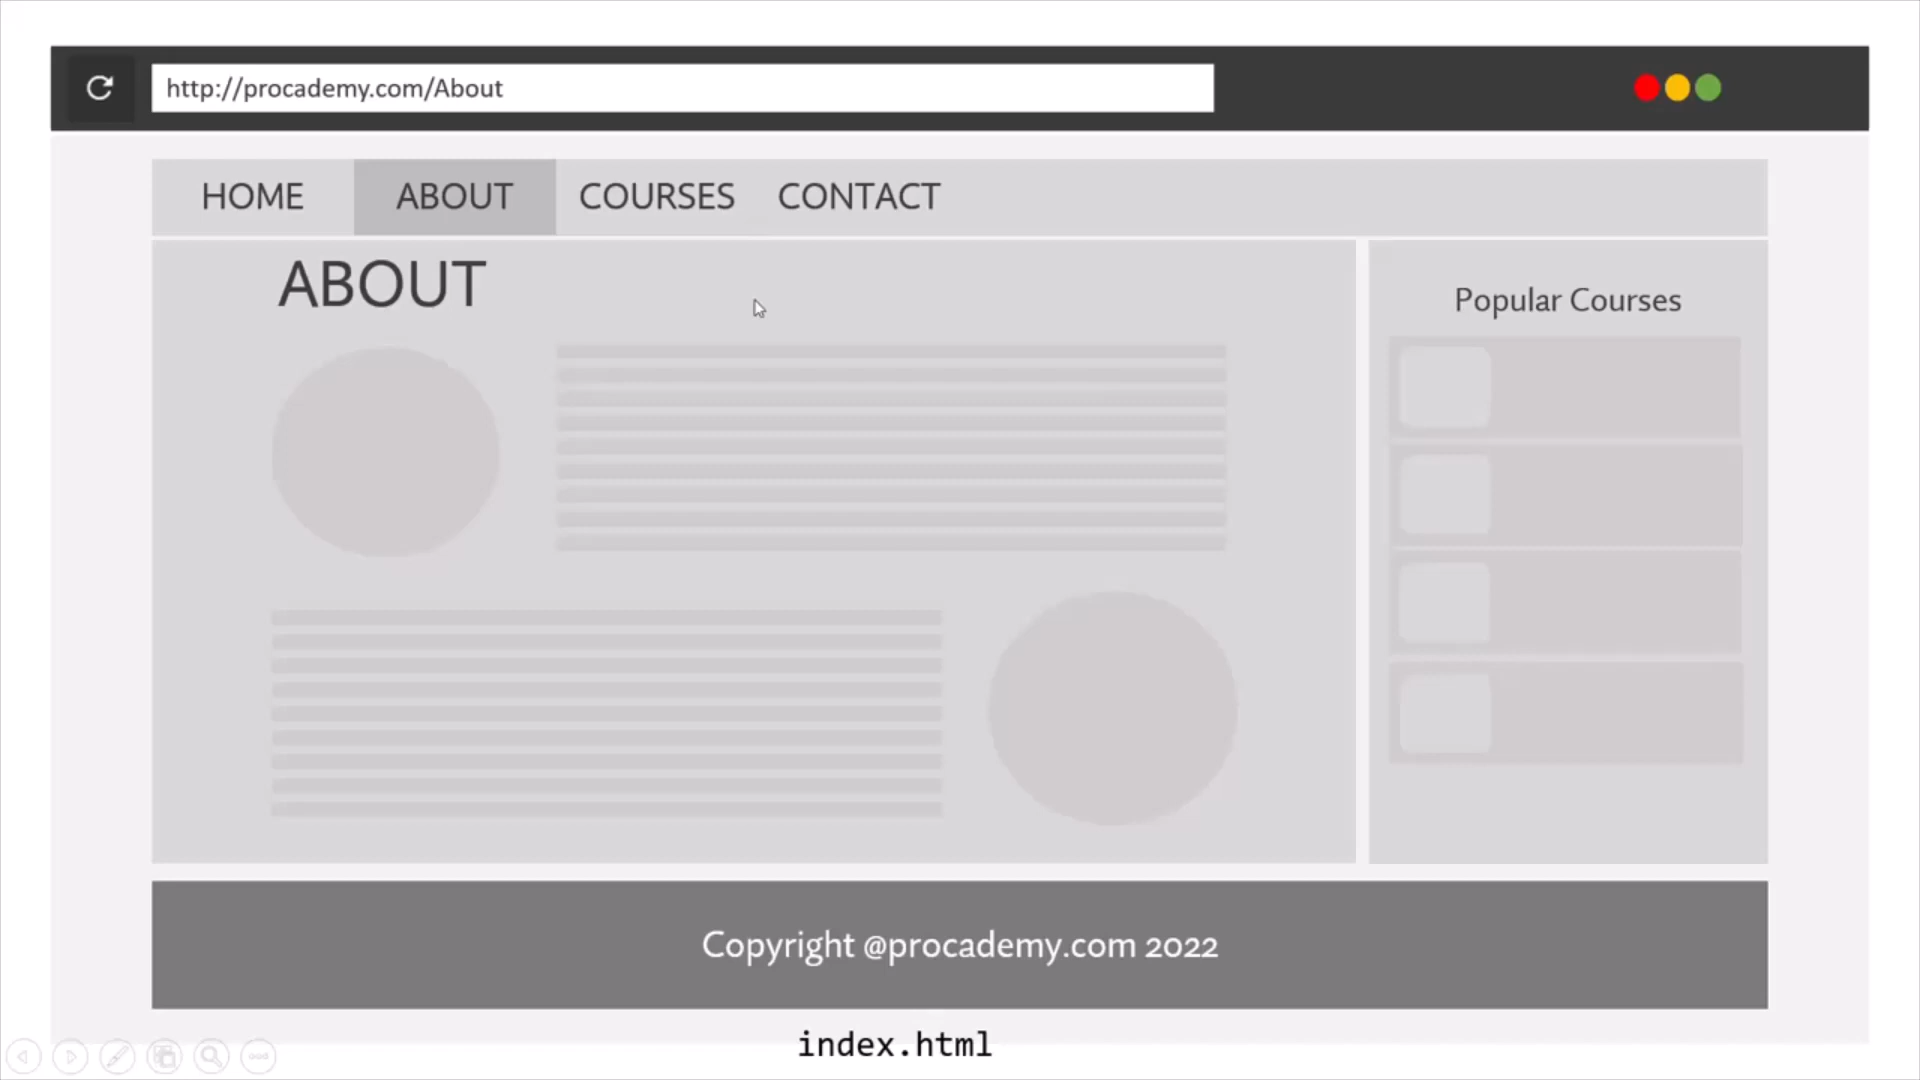 http://procademy.com/About
HOME ABOUT COURSES CONTACT
ABOUT
Popular Courses
Copyright @procademy.com 2022
index.html